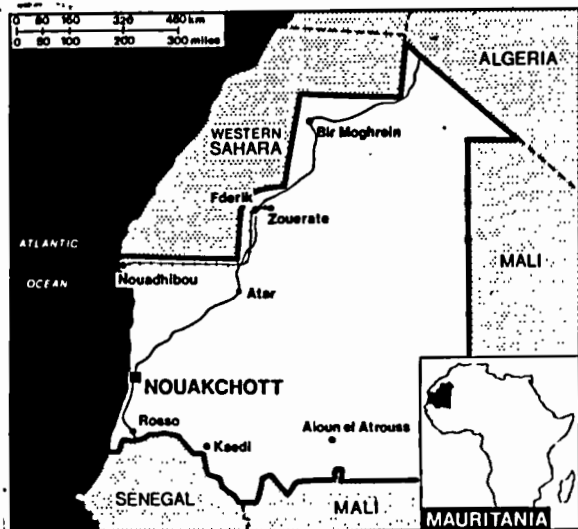 0 80 160 320 480 km
0 50 100 200 300 miles
ALGERIA
WESTERN
SAHARA
Bir Moghrein
Fderik
Zouerate
ATLANTIC
OCEAN
MALI
Nouadhibou
Atar
NOUAKCHOTT
Rosso
Kaedi
Aioun el Atrouss
SENEGAL
MALI
MAURITANIA